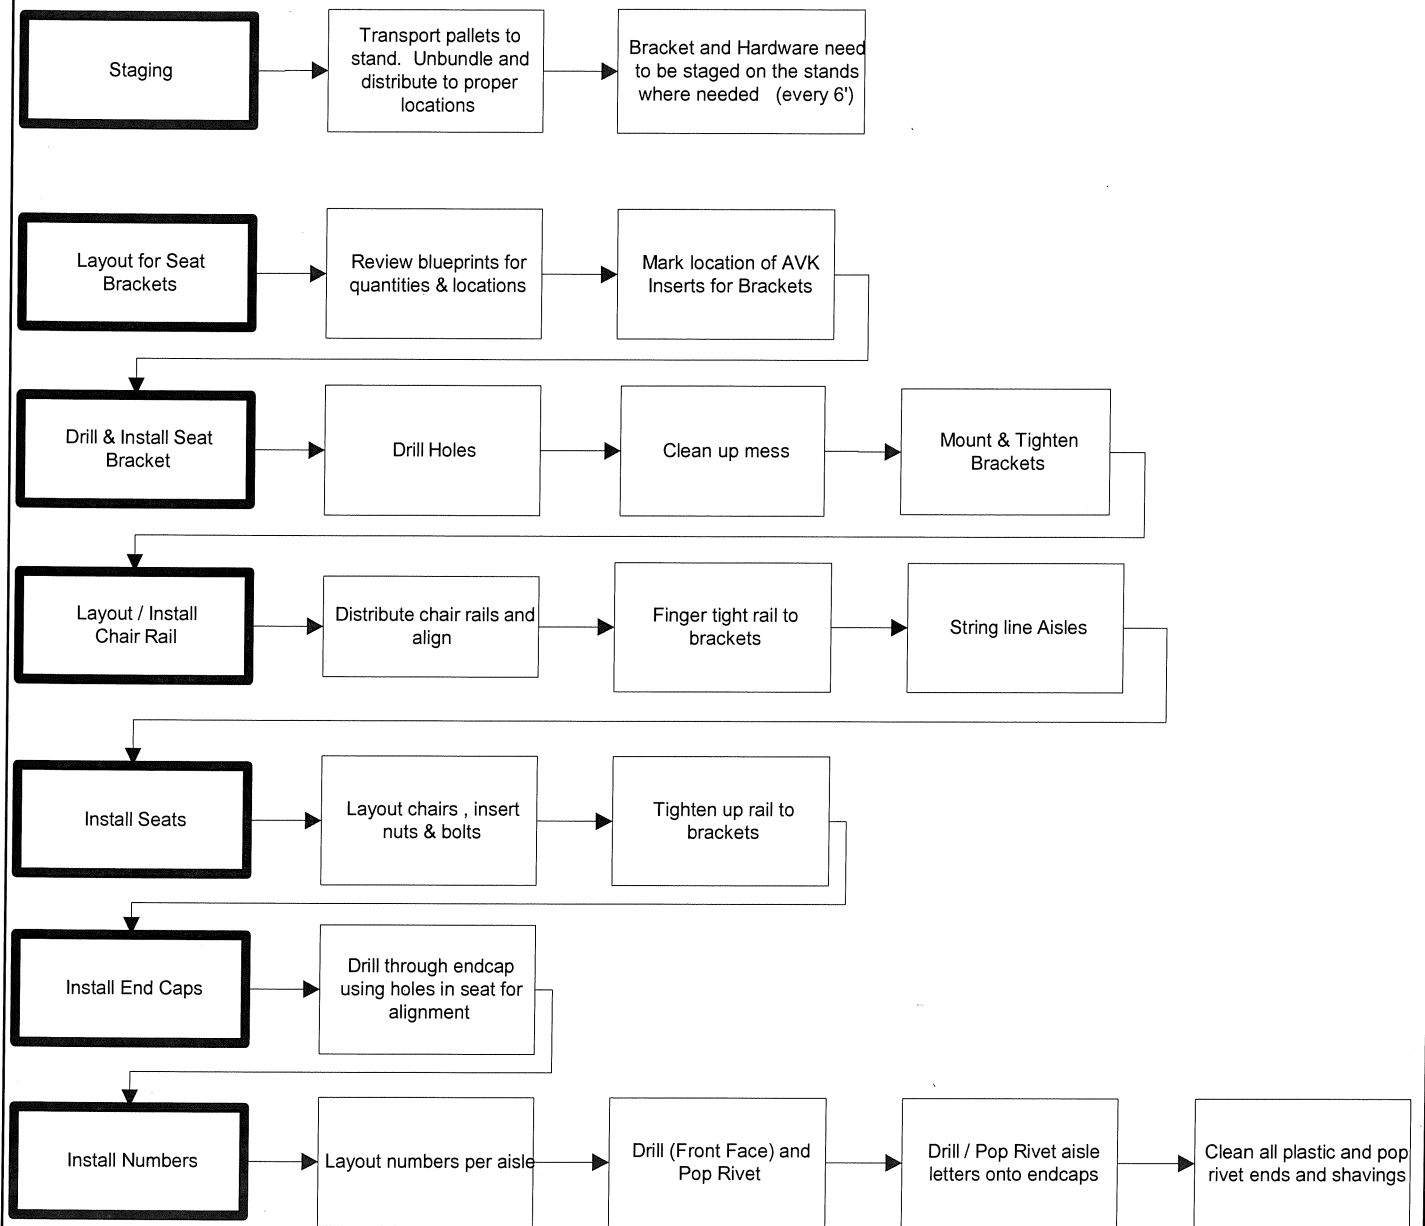 Staging
Transport pallets to
stand.  Unbundle and
distribute to proper
locations
Bracket and Hardware need
to be staged on the stands
where needed   (every 6')
Layout for Seat
Brackets
Review blueprints for
quantities & locations
Mark location of AVK
Inserts for Brackets
Drill & Install Seat
Bracket
Drill Holes
Clean up mess
Mount & Tighten
Brackets
Layout / Install
Chair Rail
Distribute chair rails and
align
Finger tight rail to
brackets
String line Aisles
Install Seats
Layout chairs , insert
nuts & bolts
Tighten up rail to
brackets
Install End Caps
Drill through endcap
using holes in seat for
alignment
Install Numbers
Layout numbers per aisle
Drill (Front Face) and
Pop Rivet
Drill / Pop Rivet aisle
letters onto endcaps
Clean all plastic and pop
rivet ends and shavings